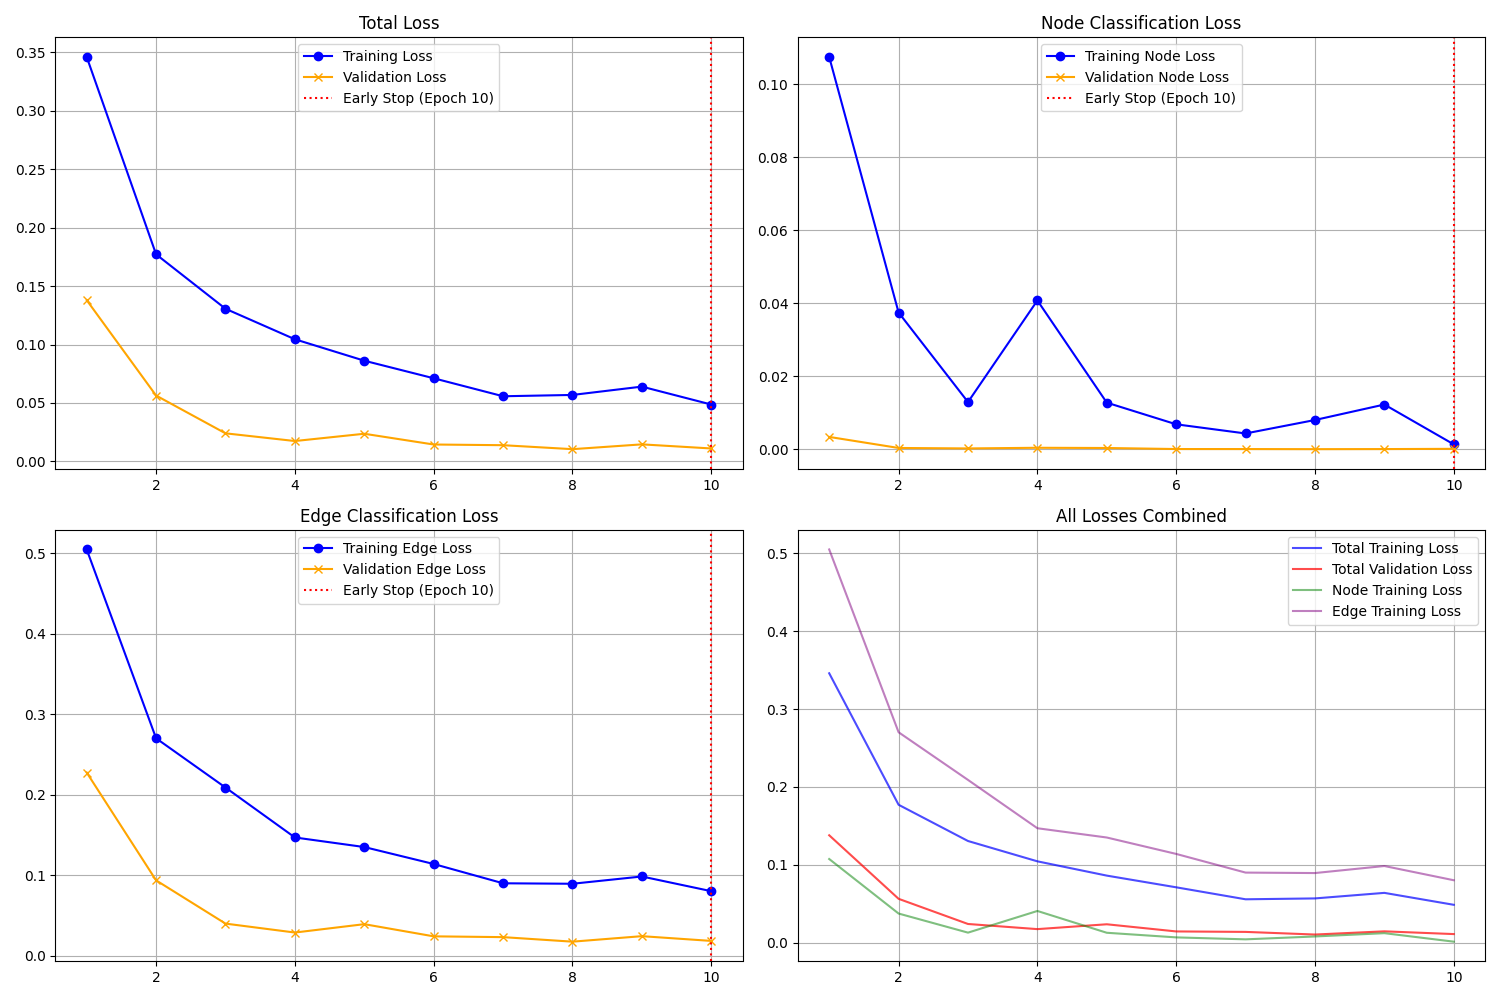 Total Loss
Training Loss
Validation Loss
Early Stop (Epoch 10)
0.35
0.30
0.25
0.20
0.15
0.10
0.05
0.00
2 4 6 8 10
Node Classification Loss
Training Node Loss
Validation Node Loss
Early Stop (Epoch 10)
0.10
0.08
0.06
0.04
0.02
0.00
2 4 6 8 10
Edge Classification Loss
Training Edge Loss
Validation Edge Loss
Early Stop (Epoch 10)
0.5
0.4
0.3
0.2
0.1
0.0
2 4 6 8 10
All Losses Combined
Total Training Loss
Total Validation Loss
Node Training Loss
Edge Training Loss
0.5
0.4
0.3
0.2
0.1
0.0
2 4 6 8 10